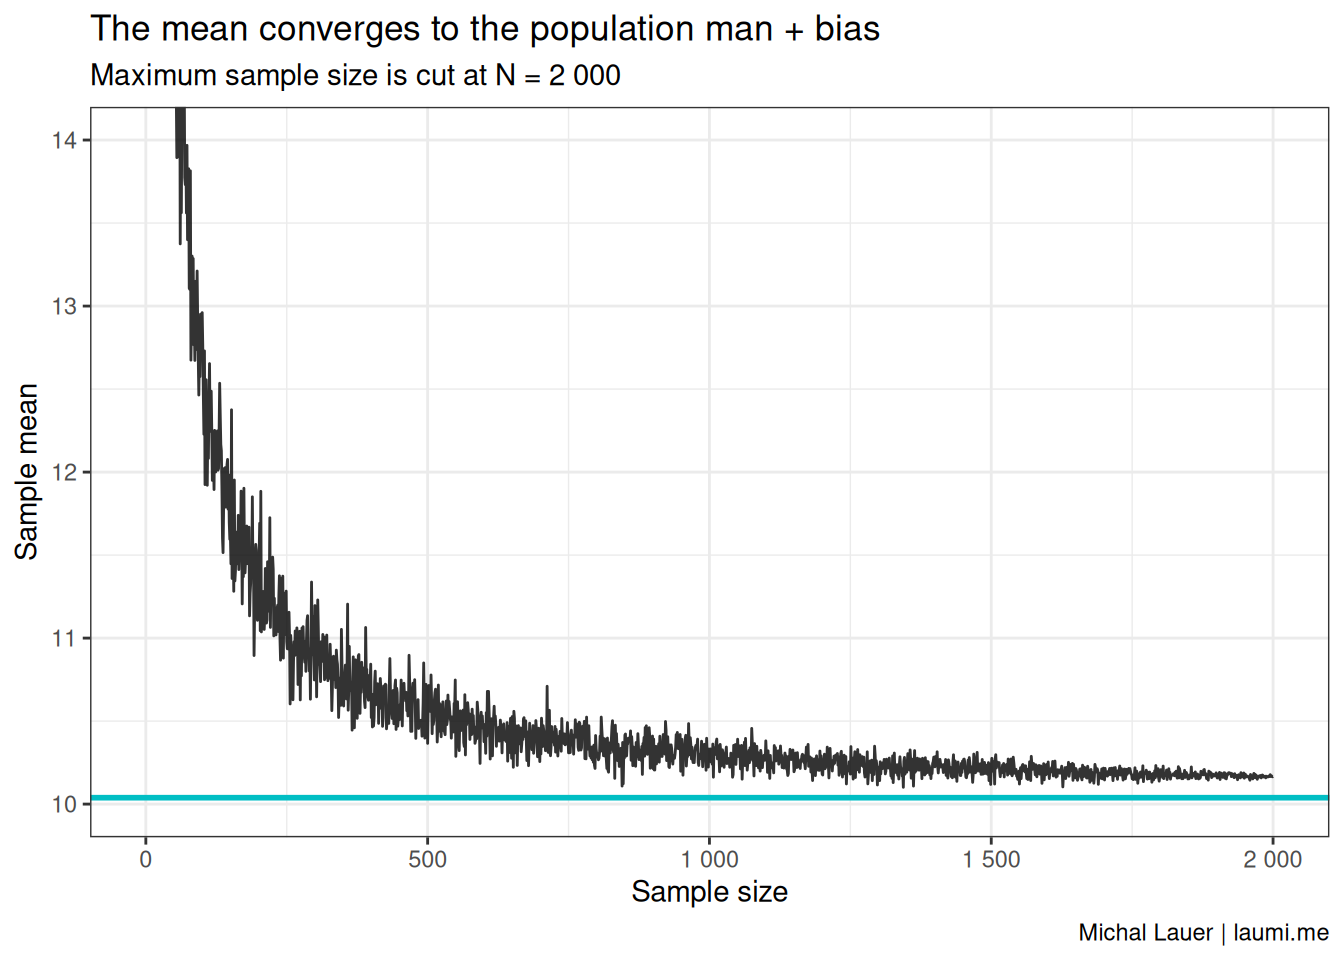 The mean converges to the population man + bias
Maximum sample size is cut at N = 2 000
14
13
12
11
10
Sample mean
0 500 1 000 1 500 2 000
Sample size
Michal Lauer | laumi.me